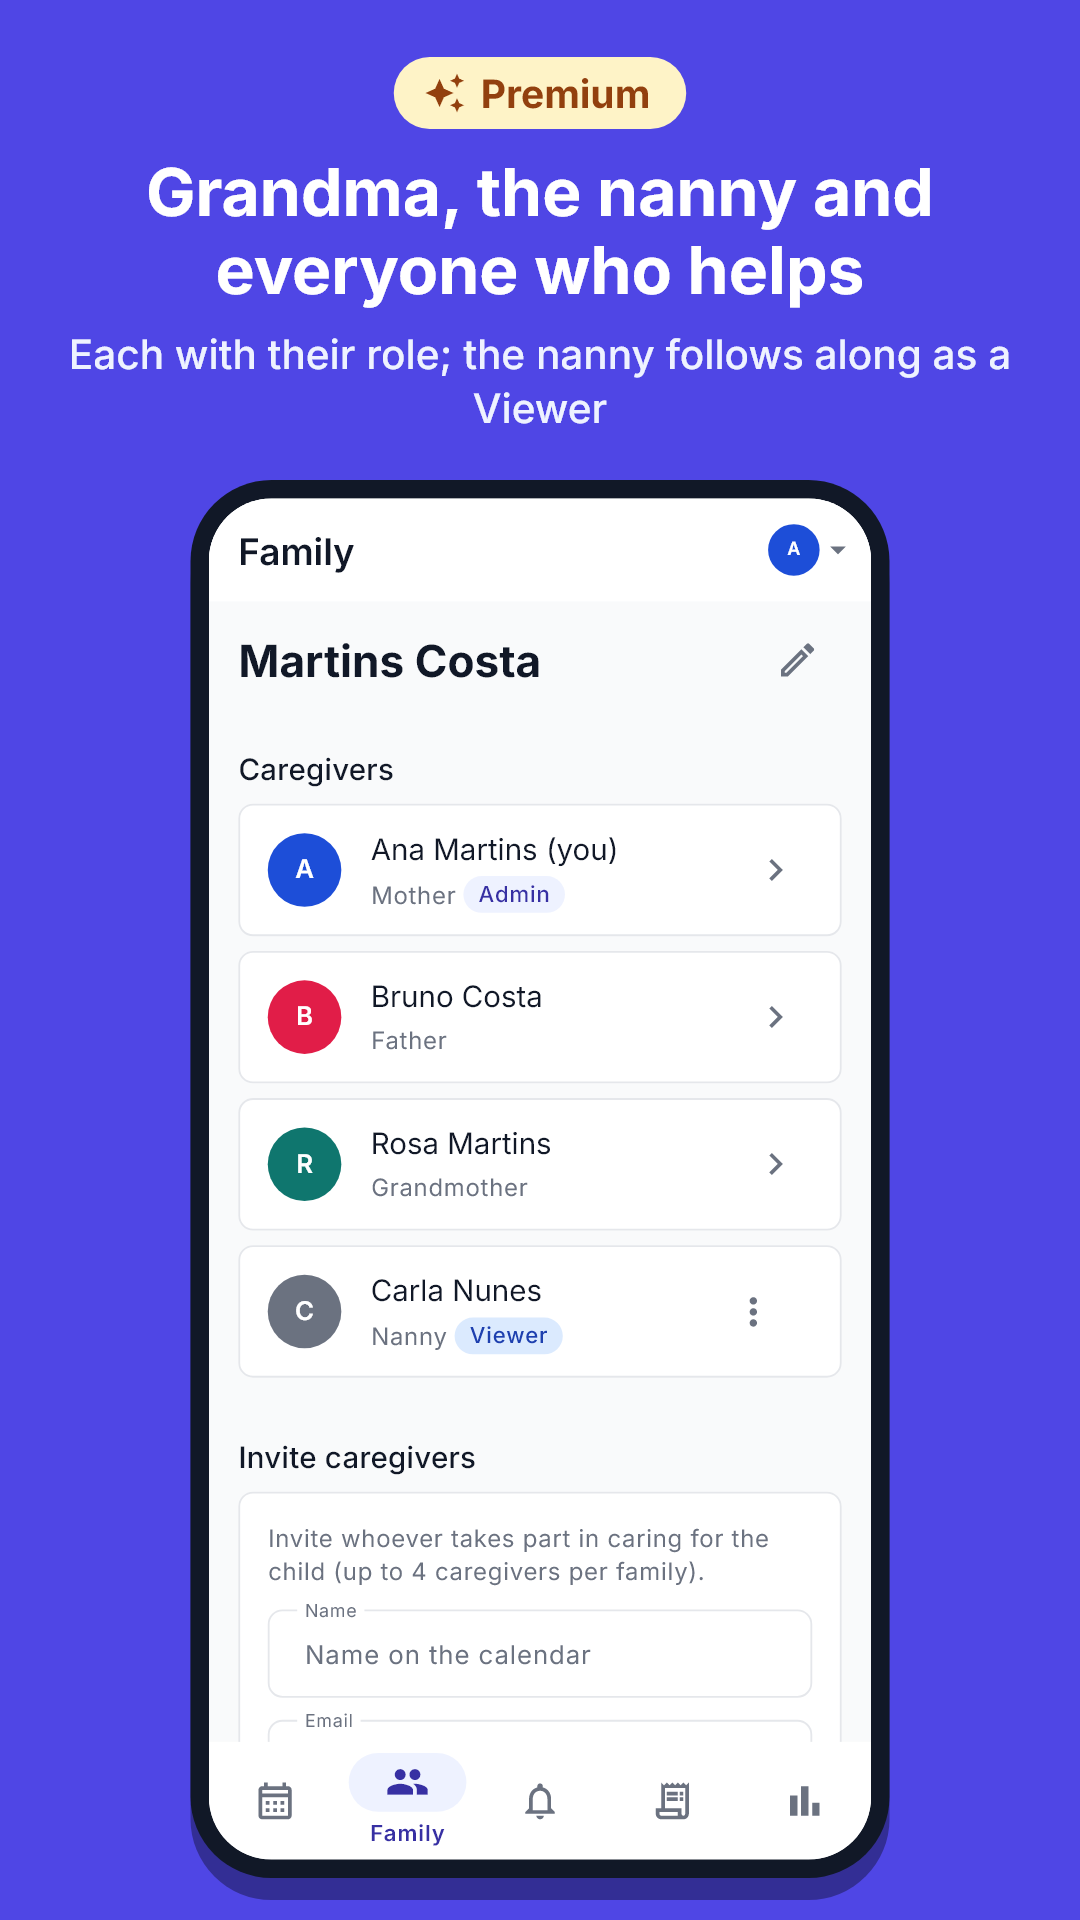 Premium
Grandma, the nanny and
everyone who helps
Each with their role; the nanny follows along as a
Viewer
Family
A
Martins Costa
Caregivers
A
Ana Martins (you)
Mother Admin
B
Bruno Costa
Father
R
Rosa Martins
Grandmother
C
Carla Nunes
Nanny Viewer
Invite caregivers
Invite whoever takes part in caring for the
child (up to 4 caregivers per family).
Name
Name on the calendar
Email
Family